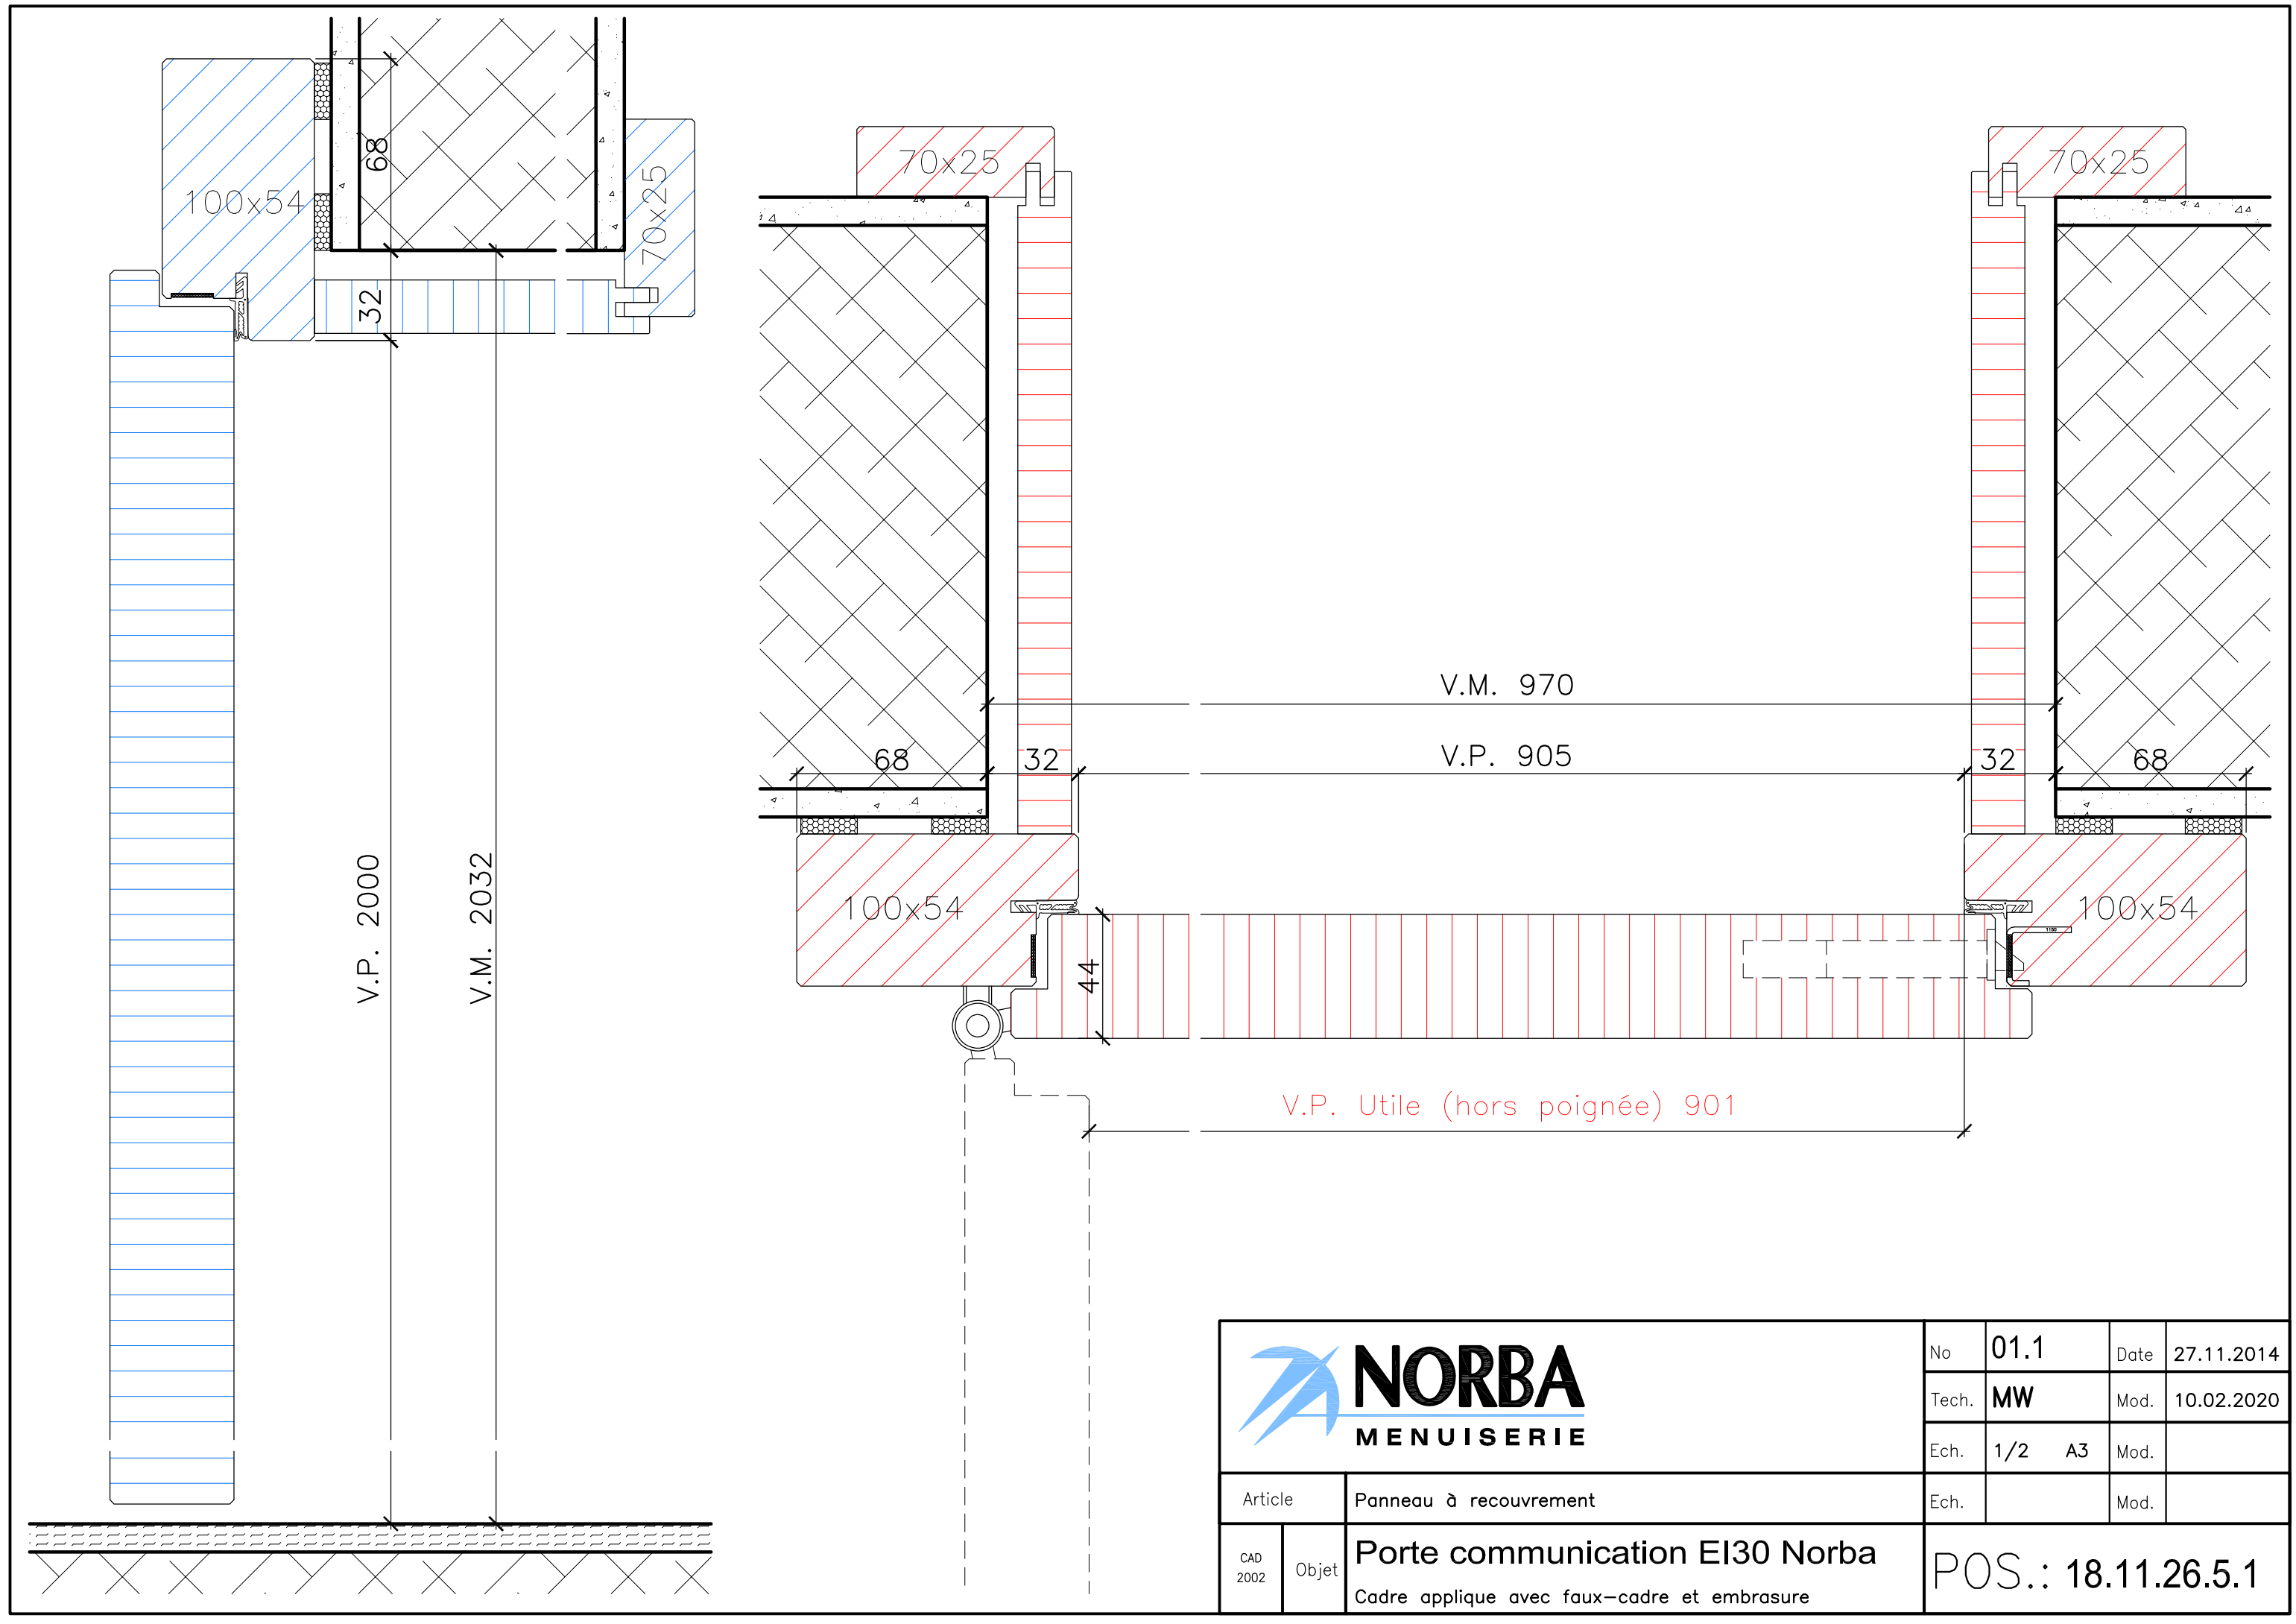 68
100x54
70x25
32
V.P. 2000
V.M. 2032
70x25
70x25
V.M. 970
68
32
V.P. 905
32
68
100x54
100x54
1150
44
V.P. Utile (hors poignée) 901
NORBA
MENUISERIE
No 01.1 Date 27.11.2014
Tech. MW Mod. 10.02.2020
Ech. 1/2 A3 Mod.
Article Panneau à recouvrement Ech. Mod.
CAD 2002 Objet Porte communication EI30 Norba
Cadre applique avec faux-cadre et embrasure
POS.: 18.11.26.5.1